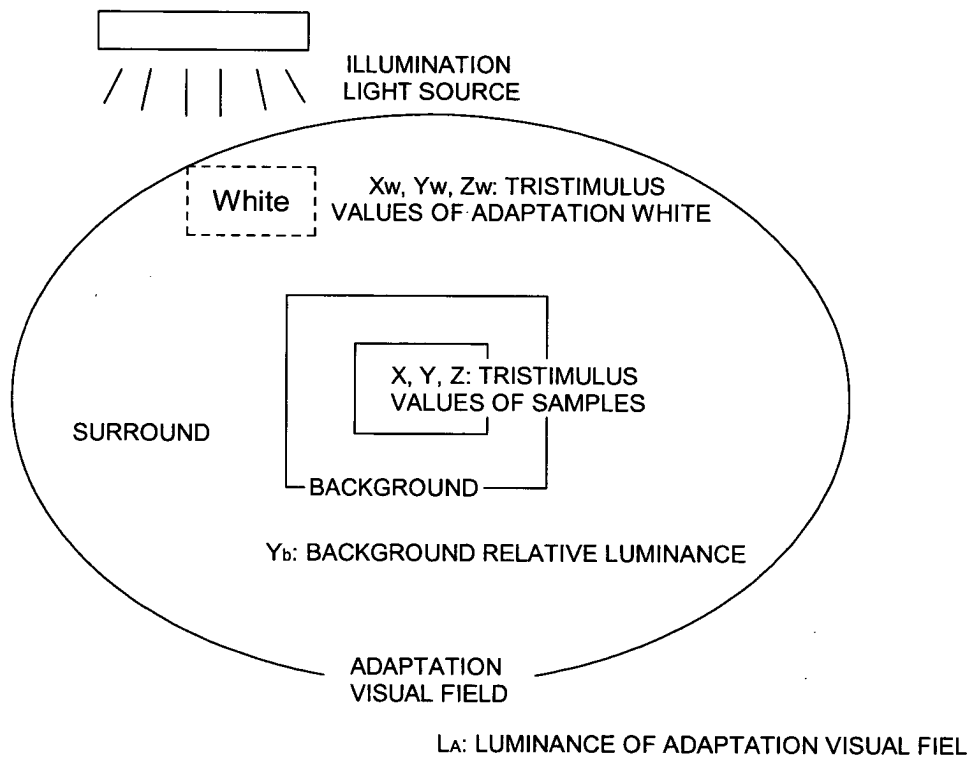 ILLUMINATION
LIGHT SOURCE
White
Xw, Yw, Zw: TRISTIMULUS
VALUES OF ADAPTATION WHITE
X, Y, Z: TRISTIMULUS
VALUES OF SAMPLES
SURROUND
BACKGROUND
Yb: BACKGROUND RELATIVE LUMINANCE
ADAPTATION
VISUAL FIELD
LA: LUMINANCE OF ADAPTATION VISUAL FIEL